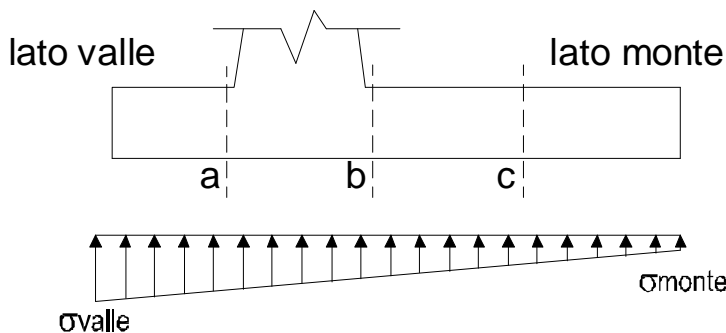 lato valle
lato monte
a
b
c
σmonte
σvalle